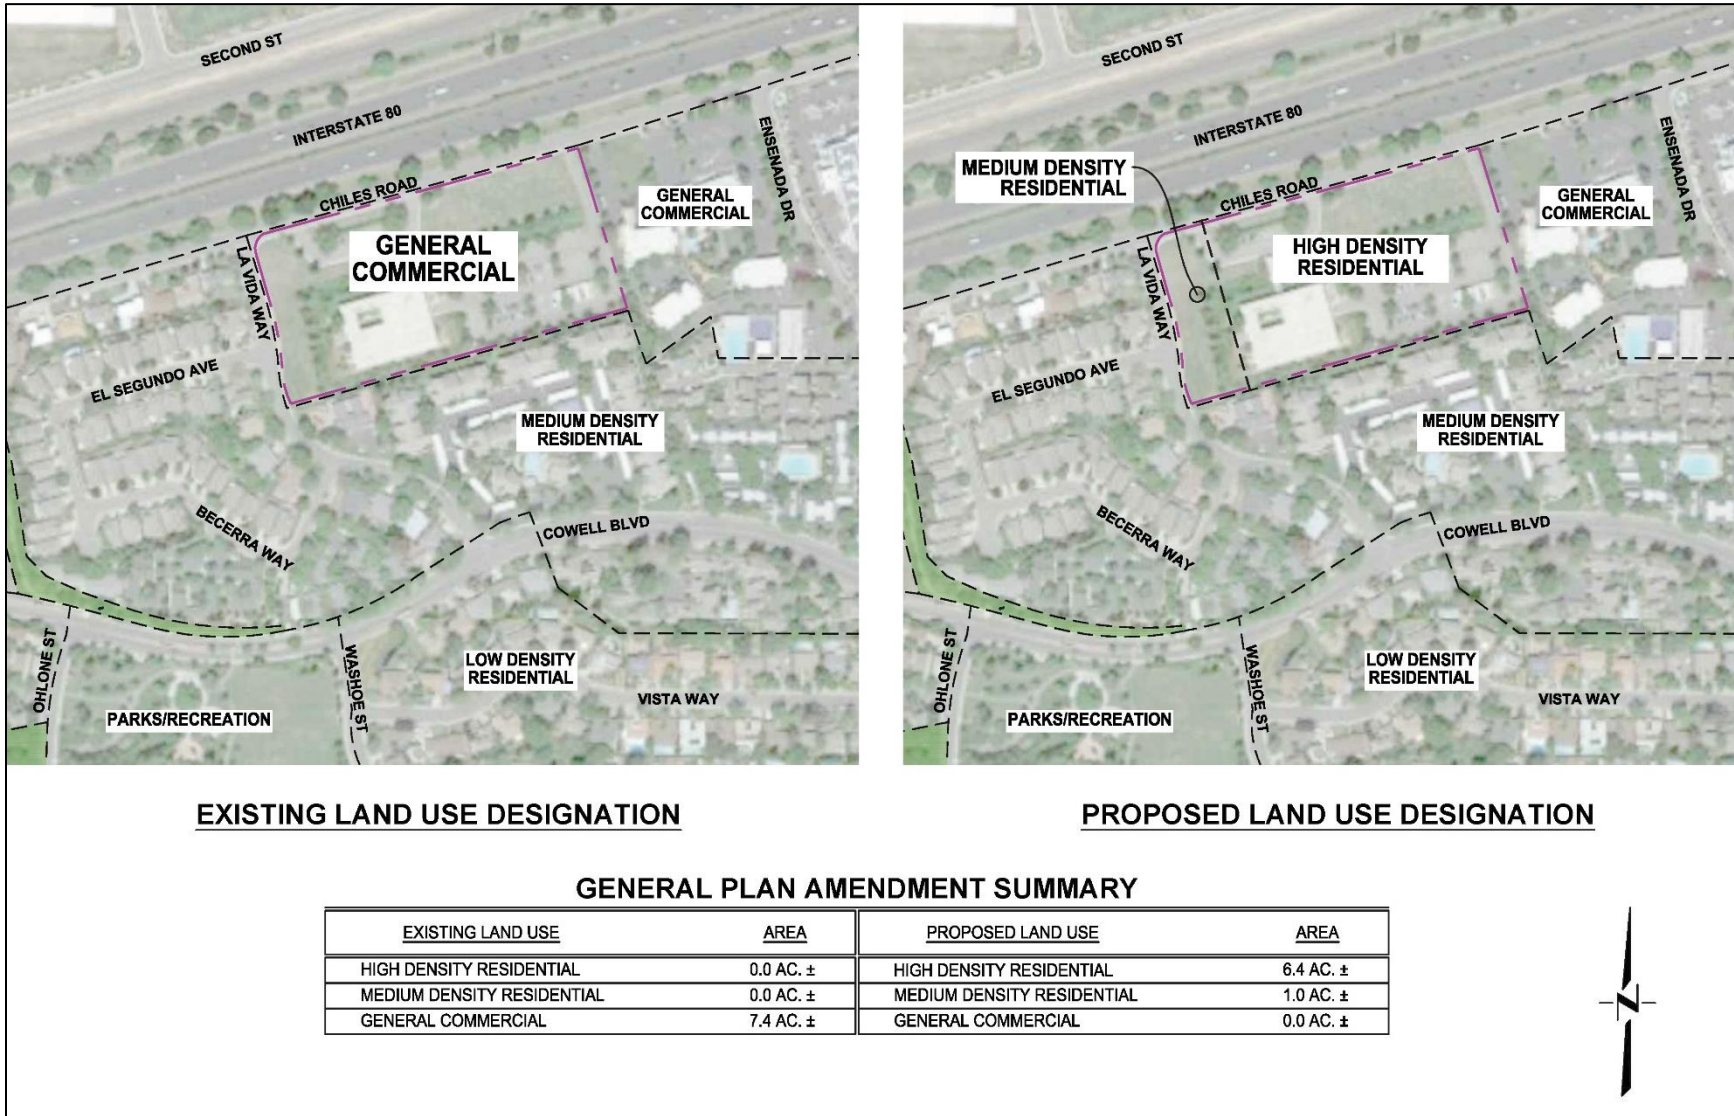 SECOND ST
INTERSTATE 80
CHILES ROAD
ENSENADA DR
GENERAL
COMMERCIAL
GENERAL
COMMERCIAL
LA VIDA WAY
EL SEGUNDO AVE
MEDIUM DENSITY
RESIDENTIAL
BECERRA WAY
COWELL BLVD
OHLONE ST
WASHOE ST
LOW DENSITY
RESIDENTIAL
VISTA WAY
PARKS/RECREATION
EXISTING LAND USE DESIGNATION
SECOND ST
INTERSTATE 80
MEDIUM DENSITY
RESIDENTIAL
CHILES ROAD
ENSENADA DR
GENERAL
COMMERCIAL
HIGH DENSITY
RESIDENTIAL
LA VIDA WAY
EL SEGUNDO AVE
MEDIUM DENSITY
RESIDENTIAL
BECERRA WAY
COWELL BLVD
OHLONE ST
WASHOE ST
LOW DENSITY
RESIDENTIAL
VISTA WAY
PARKS/RECREATION
PROPOSED LAND USE DESIGNATION
GENERAL PLAN AMENDMENT SUMMARY
EXISTING LAND USE AREA PROPOSED LAND USE AREA
HIGH DENSITY RESIDENTIAL 0.0 AC. ± HIGH DENSITY RESIDENTIAL 6.4 AC. ±
MEDIUM DENSITY RESIDENTIAL 0.0 AC. ± MEDIUM DENSITY RESIDENTIAL 1.0 AC. ±
GENERAL COMMERCIAL 7.4 AC. ± GENERAL COMMERCIAL 0.0 AC. ±
N